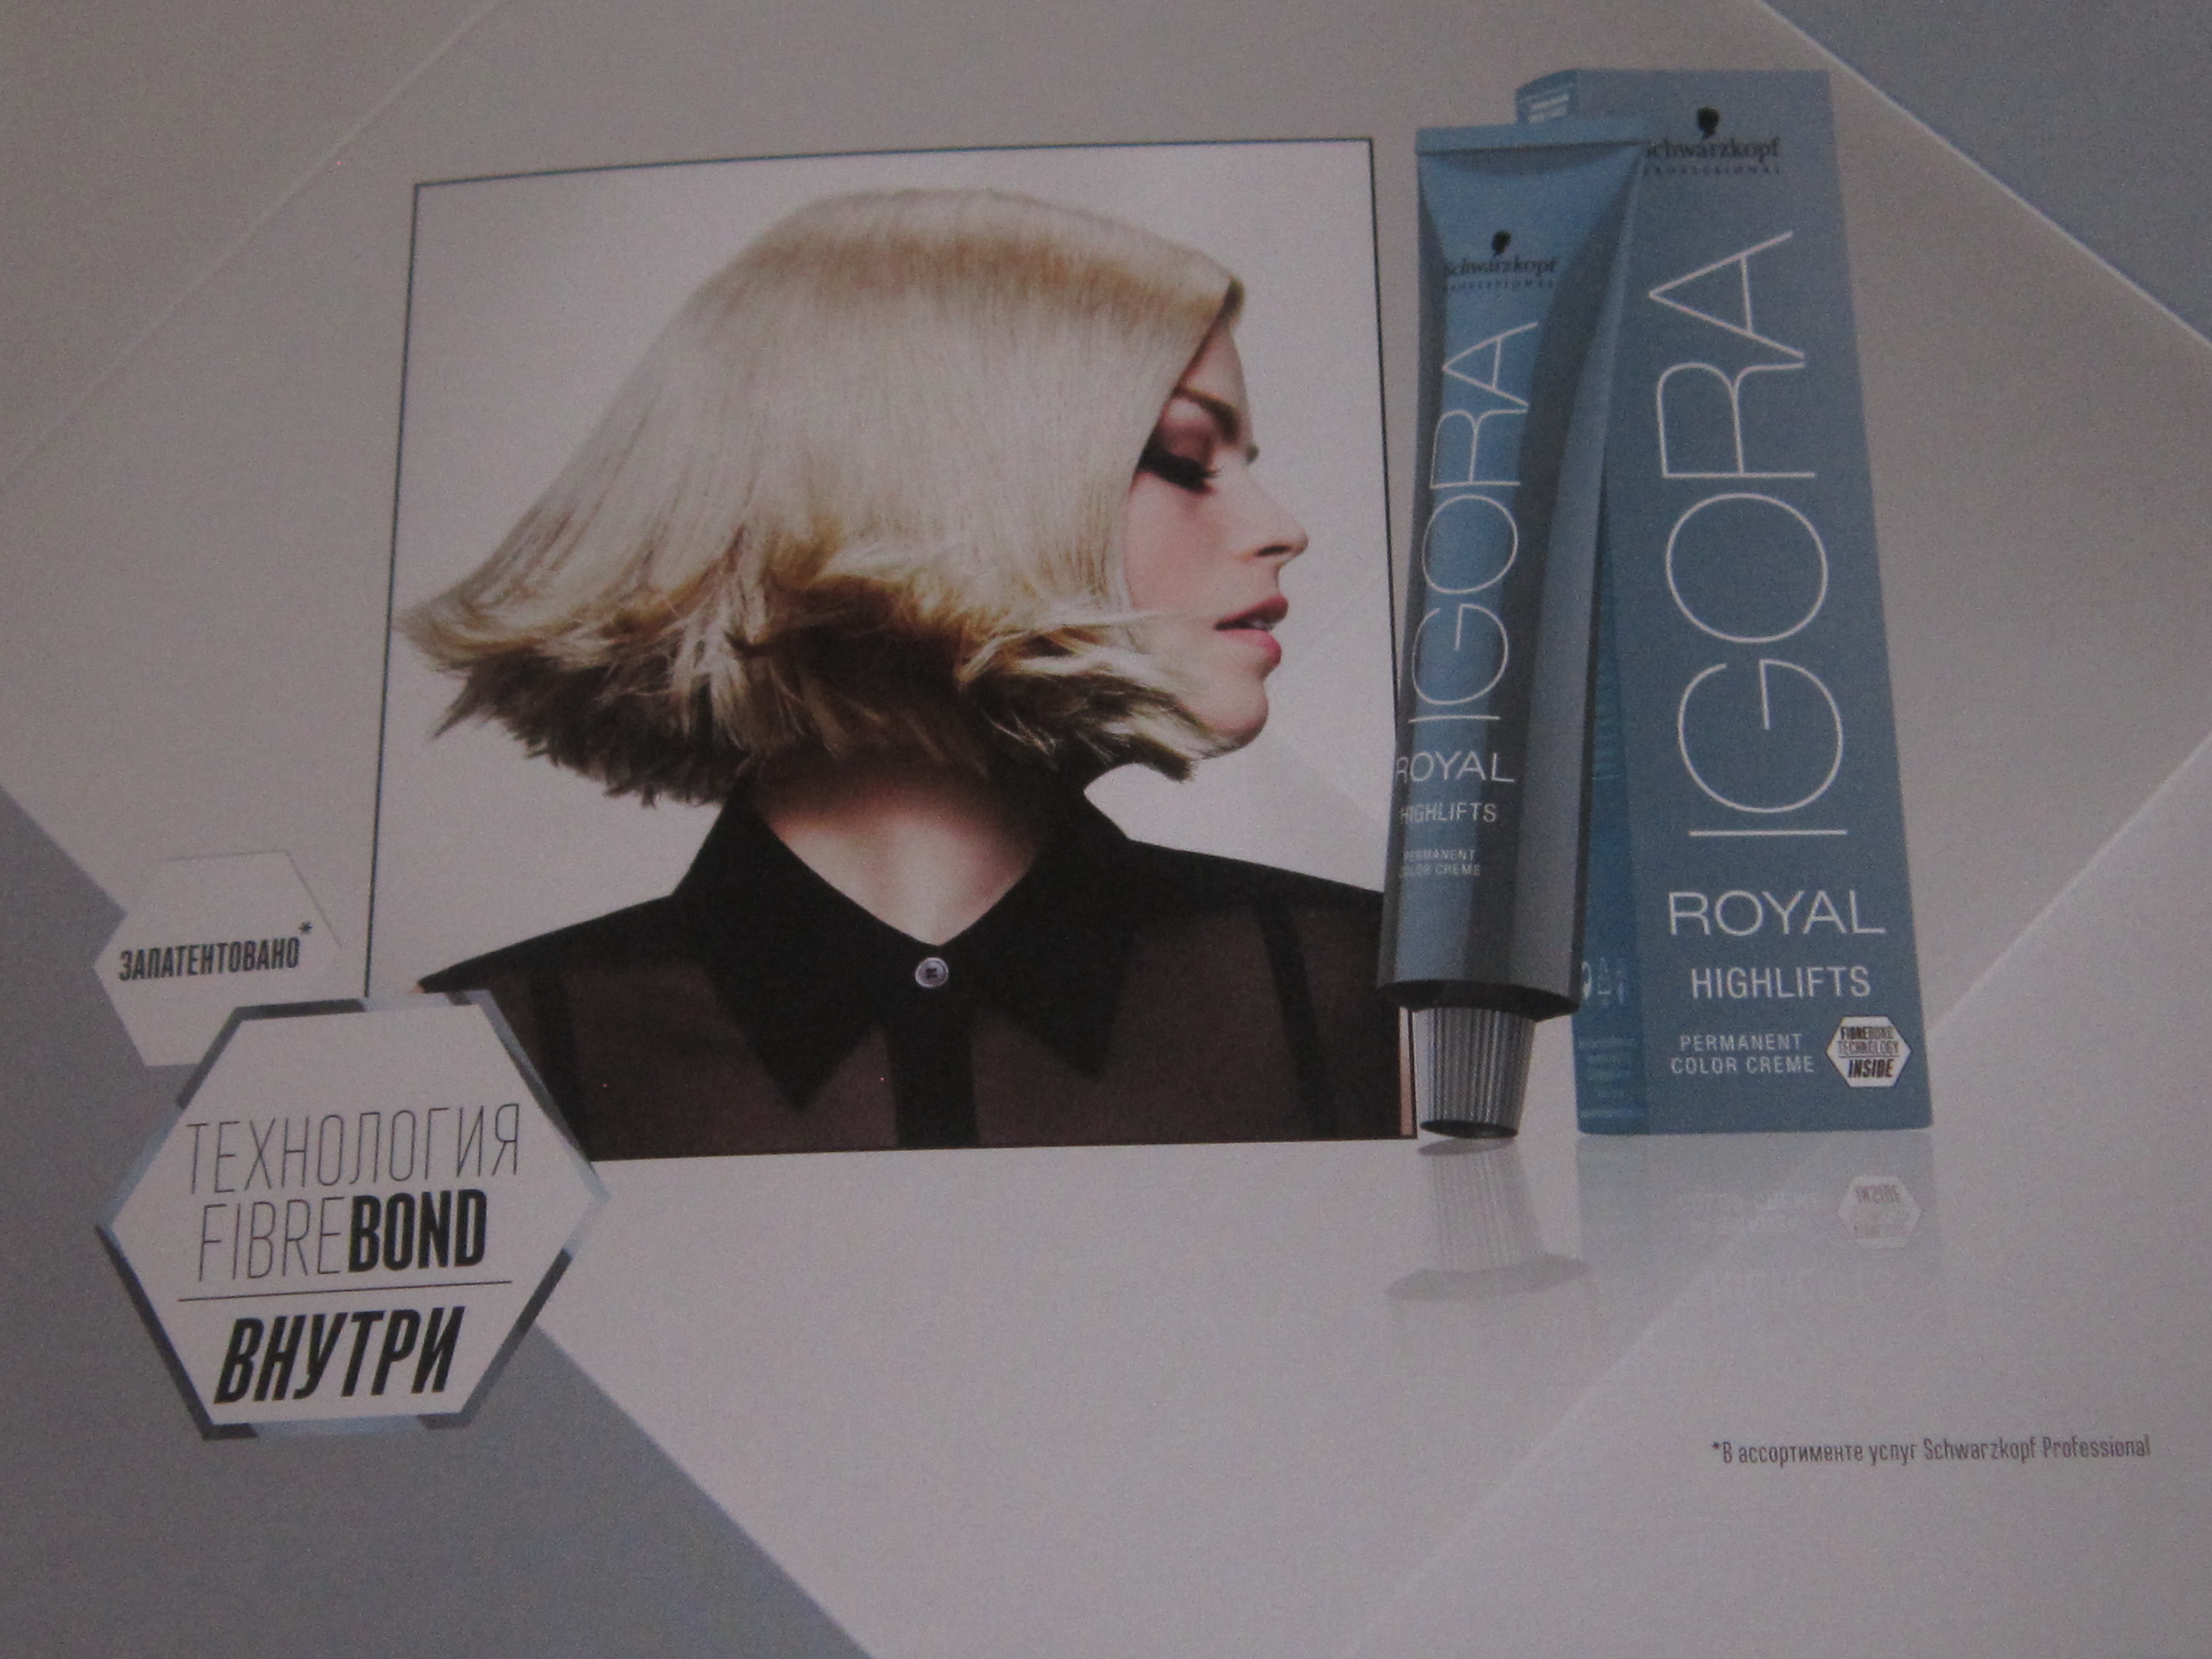 Schwarzkopf
PROFESSIONAL
IGORA
ROYAL
HIGHLIFTS
PERMANENT
COLOR CREME
Schwarzkopf
PROFESSIONAL
IGORA
ROYAL
HIGHLIFTS
PERMANENT
COLOR CREME
FIBREBOND
TECHNOLOGY
INSIDE
ЗАПАТЕНТОВАНО*
ТЕХНОЛОГИЯ
FIBREBOND
ВНУТРИ
*В ассортименте услуг Schwarzkopf Professional